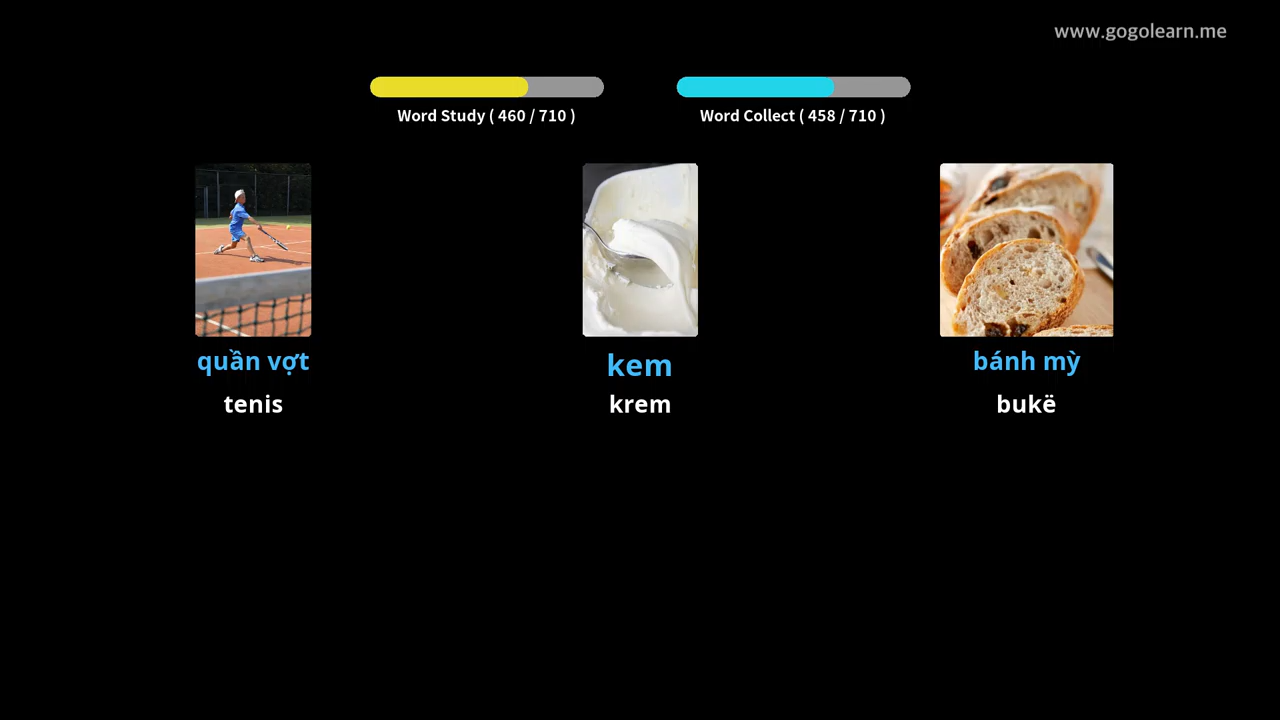 www.gogolearn.me
Word Study ( 460 / 710 )
Word Collect ( 458 / 710 )
quần vợt
kem
bánh mỳ
tenis
krem
bukë